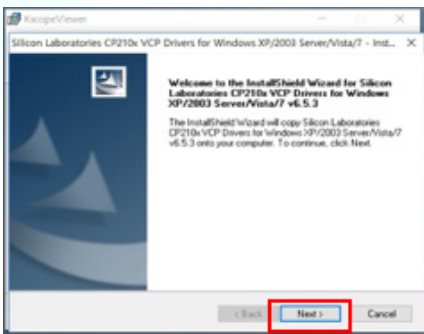 KscopeViewer
Silicon Laboratories CP210x VCP Drivers for Windows XP/2003 Server/Vista/7 - Inst...
Welcome to the InstallShield Wizard for Silicon
Laboratories CP210x VCP Drivers for Windows
XP/2003 Server/Vista/7 v6.5.3
The InstallShield Wizard will copy Silicon Laboratories
CP210x VCP Drivers for Windows XP/2003 Server/Vista/7
v6.5.3 onto your computer. To continue, click Next.
< Back Next > Cancel